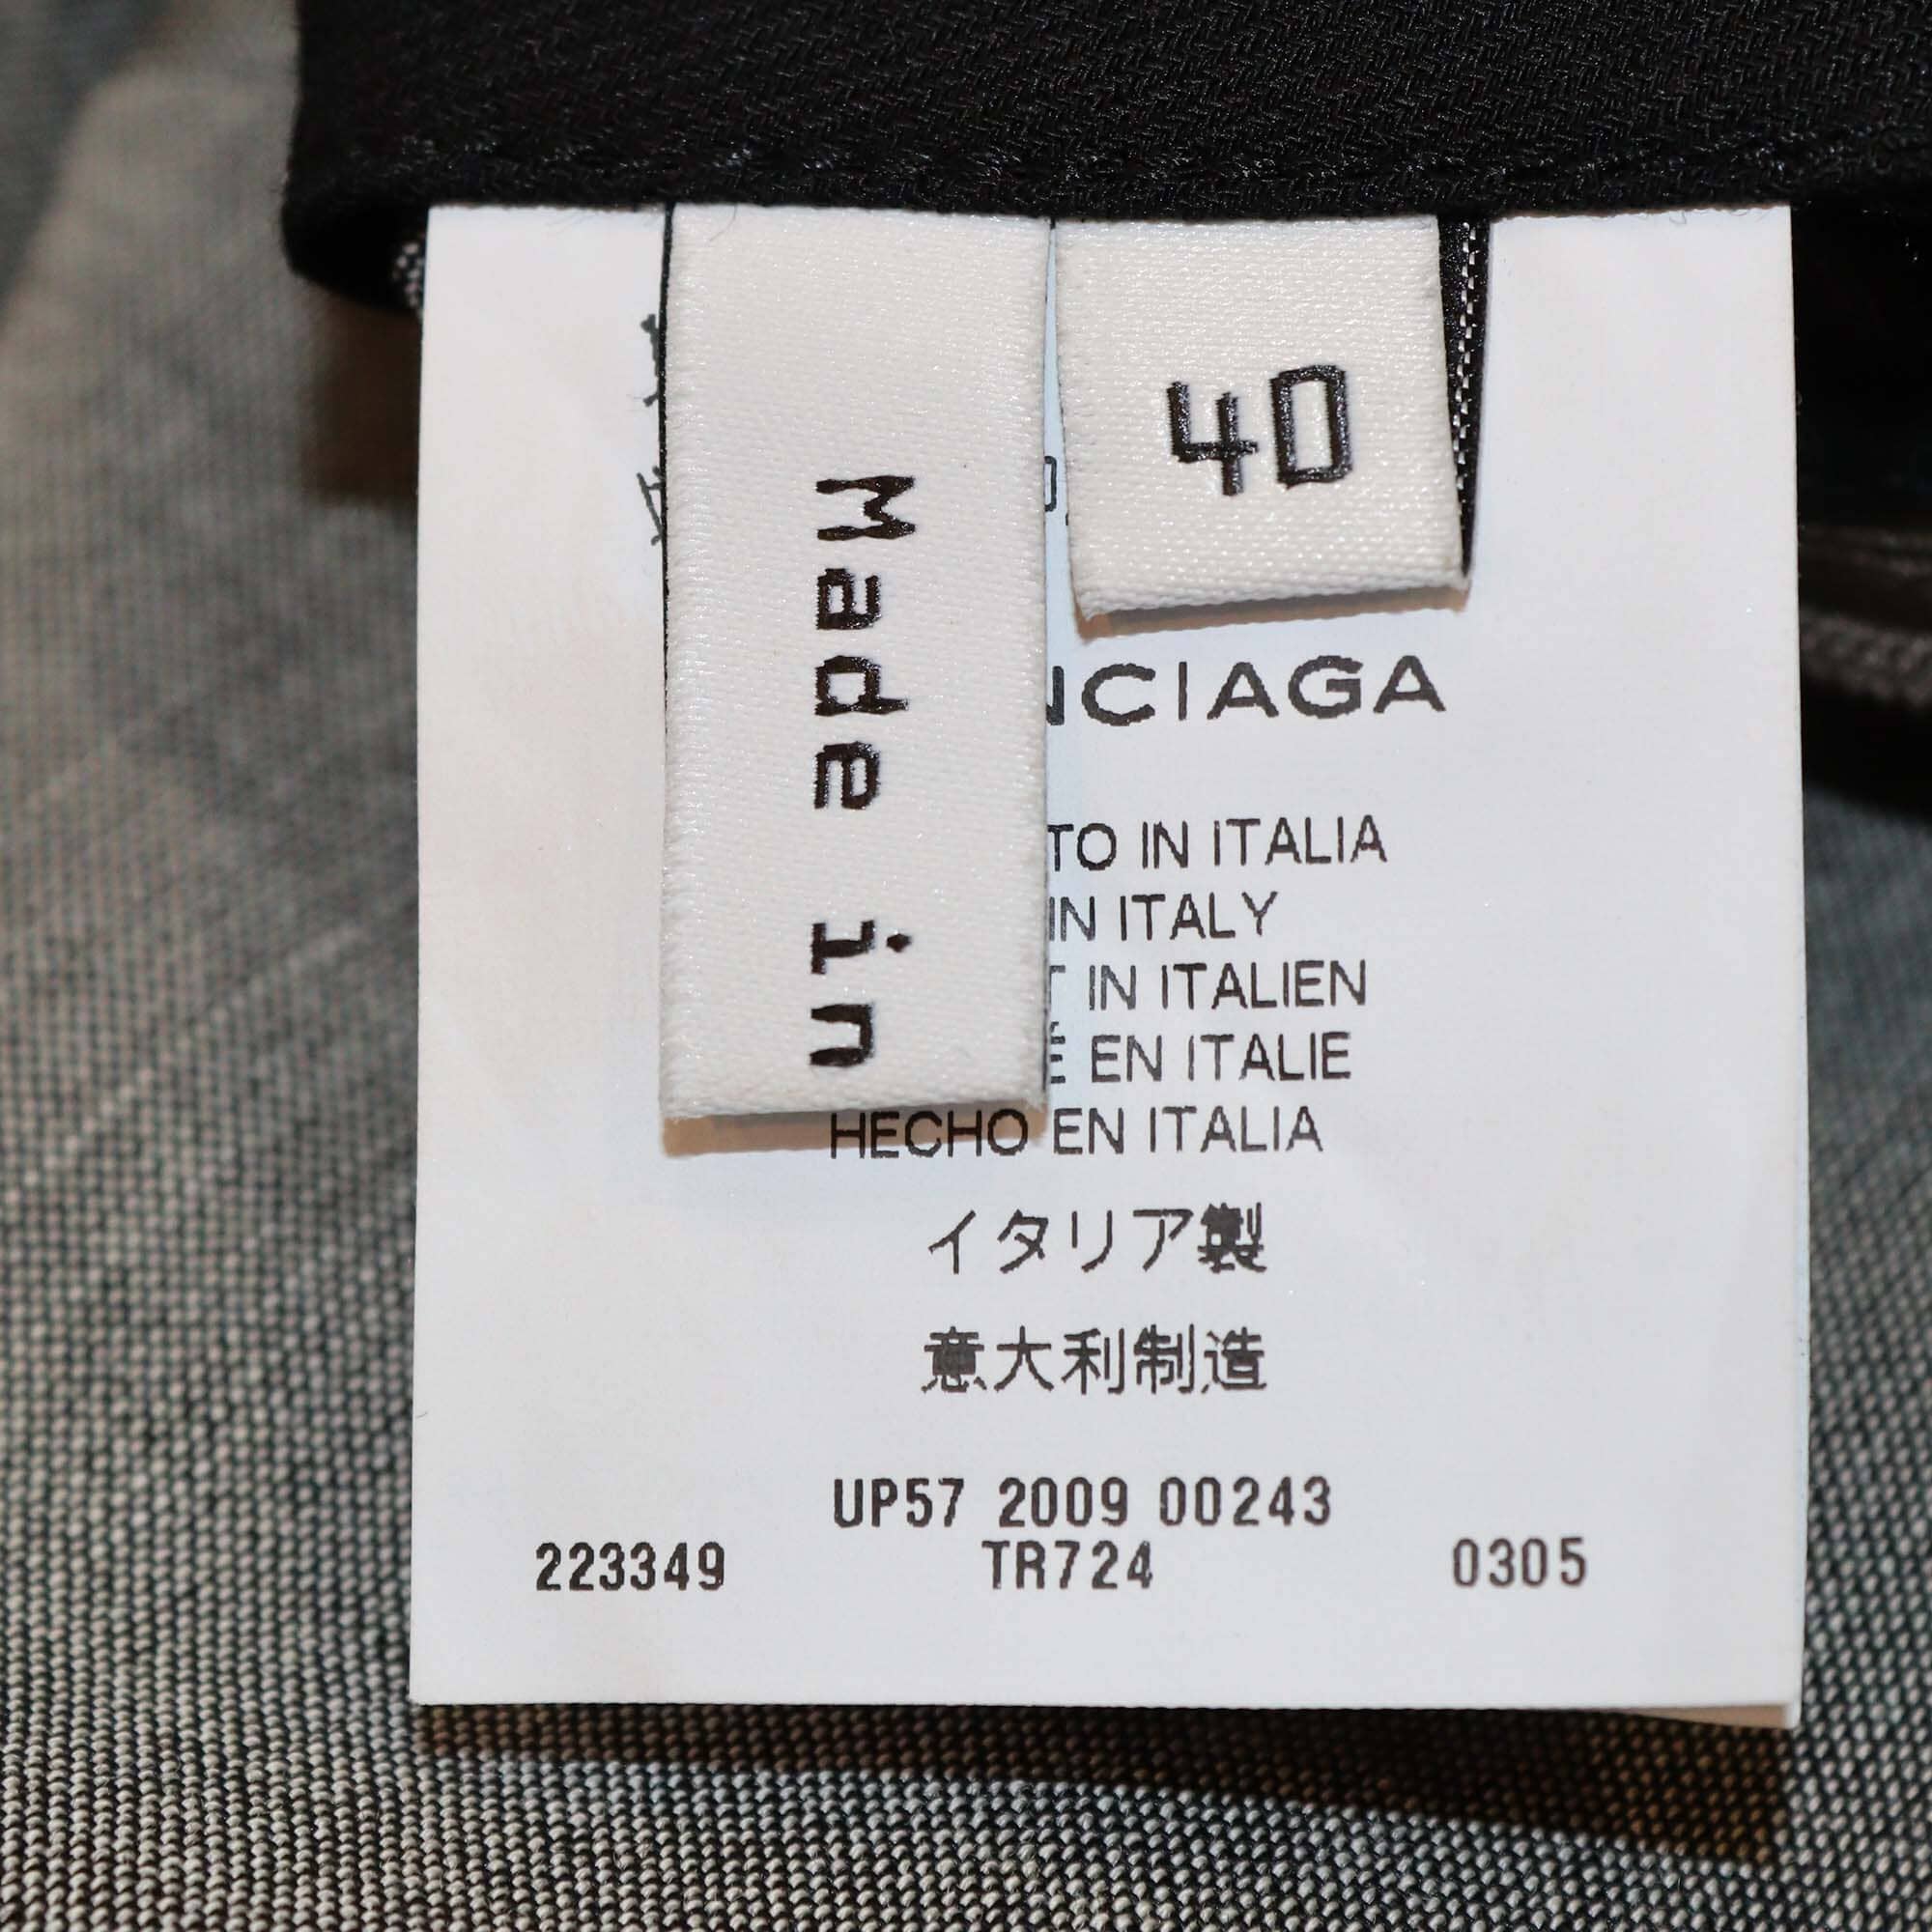 40
Made in
NCIAGA
TO IN ITALIA
IN ITALY
T IN ITALIEN
É EN ITALIE
HECHO EN ITALIA
イタリア製
意大利制造
UP57 2009 00243
223349 TR724 0305